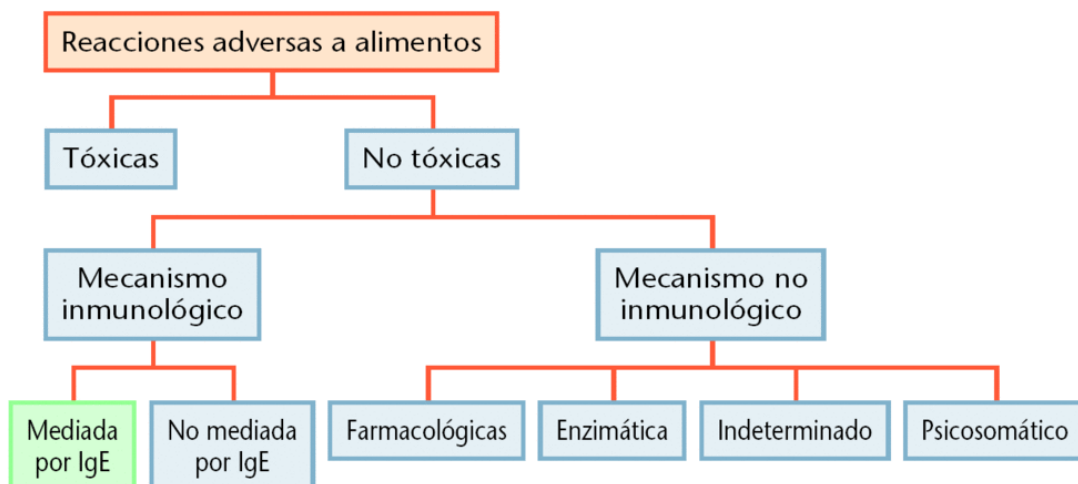 Reacciones adversas a alimentos
Tóxicas
No tóxicas
Mecanismo
inmunológico
Mecanismo no
inmunológico
Mediada
por IgE
No mediada
por IgE
Farmacológicas
Enzimática
Indeterminado
Psicosomático